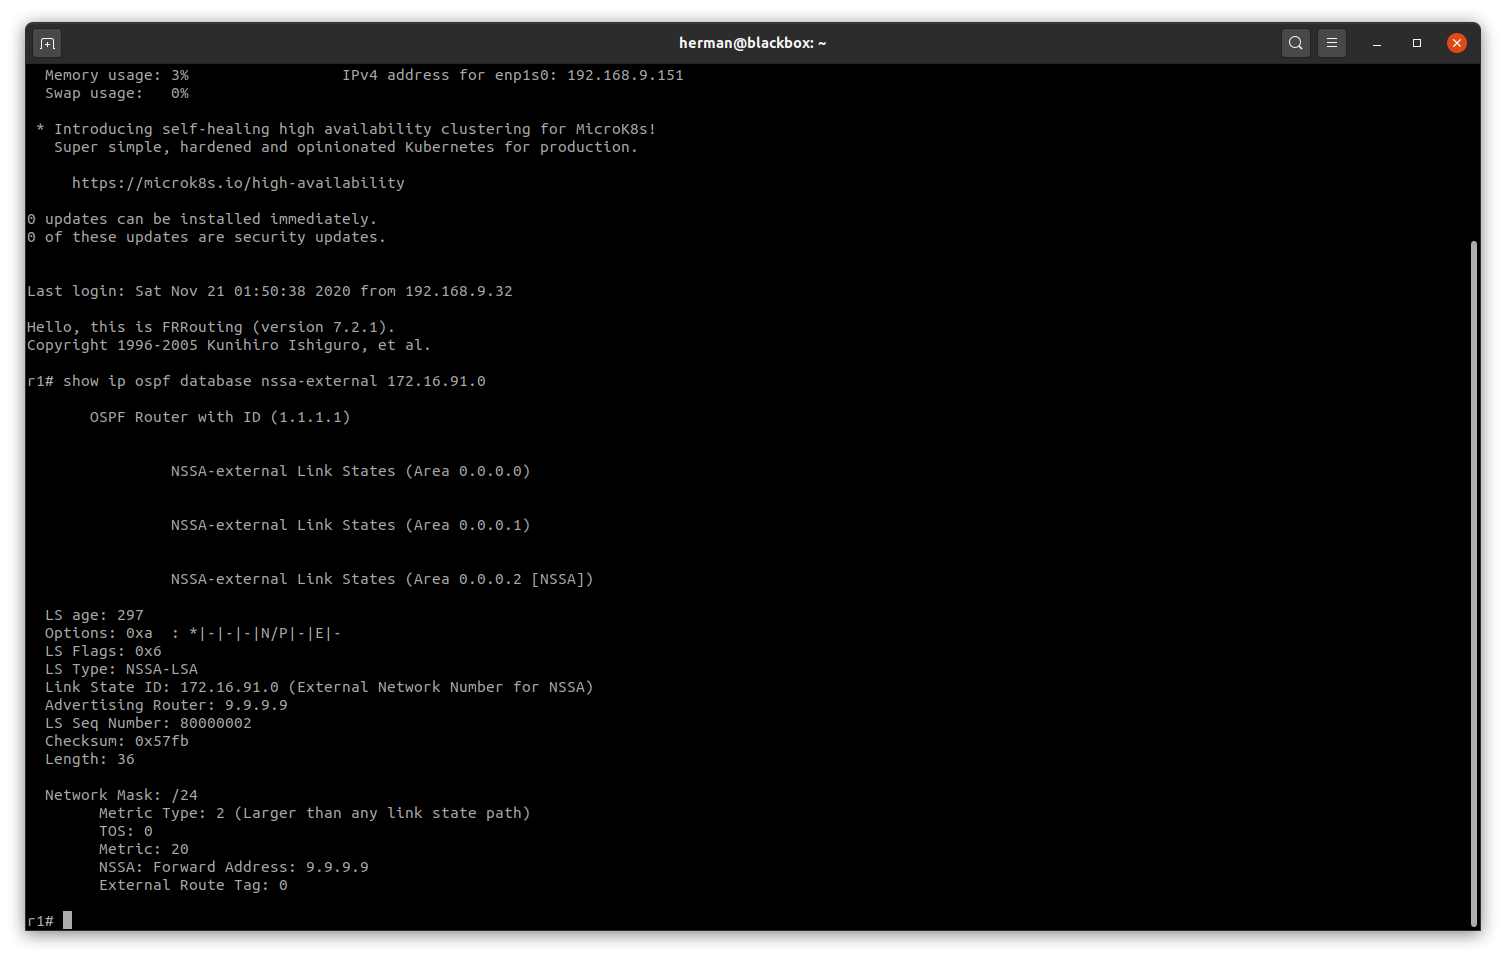 herman@blackbox: ~
Memory usage: 3% IPv4 address for enp1s0: 192.168.9.151
Swap usage: 0%
* Introducing self-healing high availability clustering for MicroK8s!
Super simple, hardened and opinionated Kubernetes for production.
https://microk8s.io/high-availability
0 updates can be installed immediately.
0 of these updates are security updates.
Last login: Sat Nov 21 01:50:38 2020 from 192.168.9.32
Hello, this is FRRouting (version 7.2.1).
Copyright 1996-2005 Kunihiro Ishiguro, et al.
r1# show ip ospf database nssa-external 172.16.91.0
OSPF Router with ID (1.1.1.1)
NSSA-external Link States (Area 0.0.0.0)
NSSA-external Link States (Area 0.0.0.1)
NSSA-external Link States (Area 0.0.0.2 [NSSA])
LS age: 297
Options: 0xa  : *|-|-|-|N/P|-|E|-
LS Flags: 0x6
LS Type: NSSA-LSA
Link State ID: 172.16.91.0 (External Network Number for NSSA)
Advertising Router: 9.9.9.9
LS Seq Number: 80000002
Checksum: 0x57fb
Length: 36
Network Mask: /24
Metric Type: 2 (Larger than any link state path)
TOS: 0
Metric: 20
NSSA: Forward Address: 9.9.9.9
External Route Tag: 0
r1#